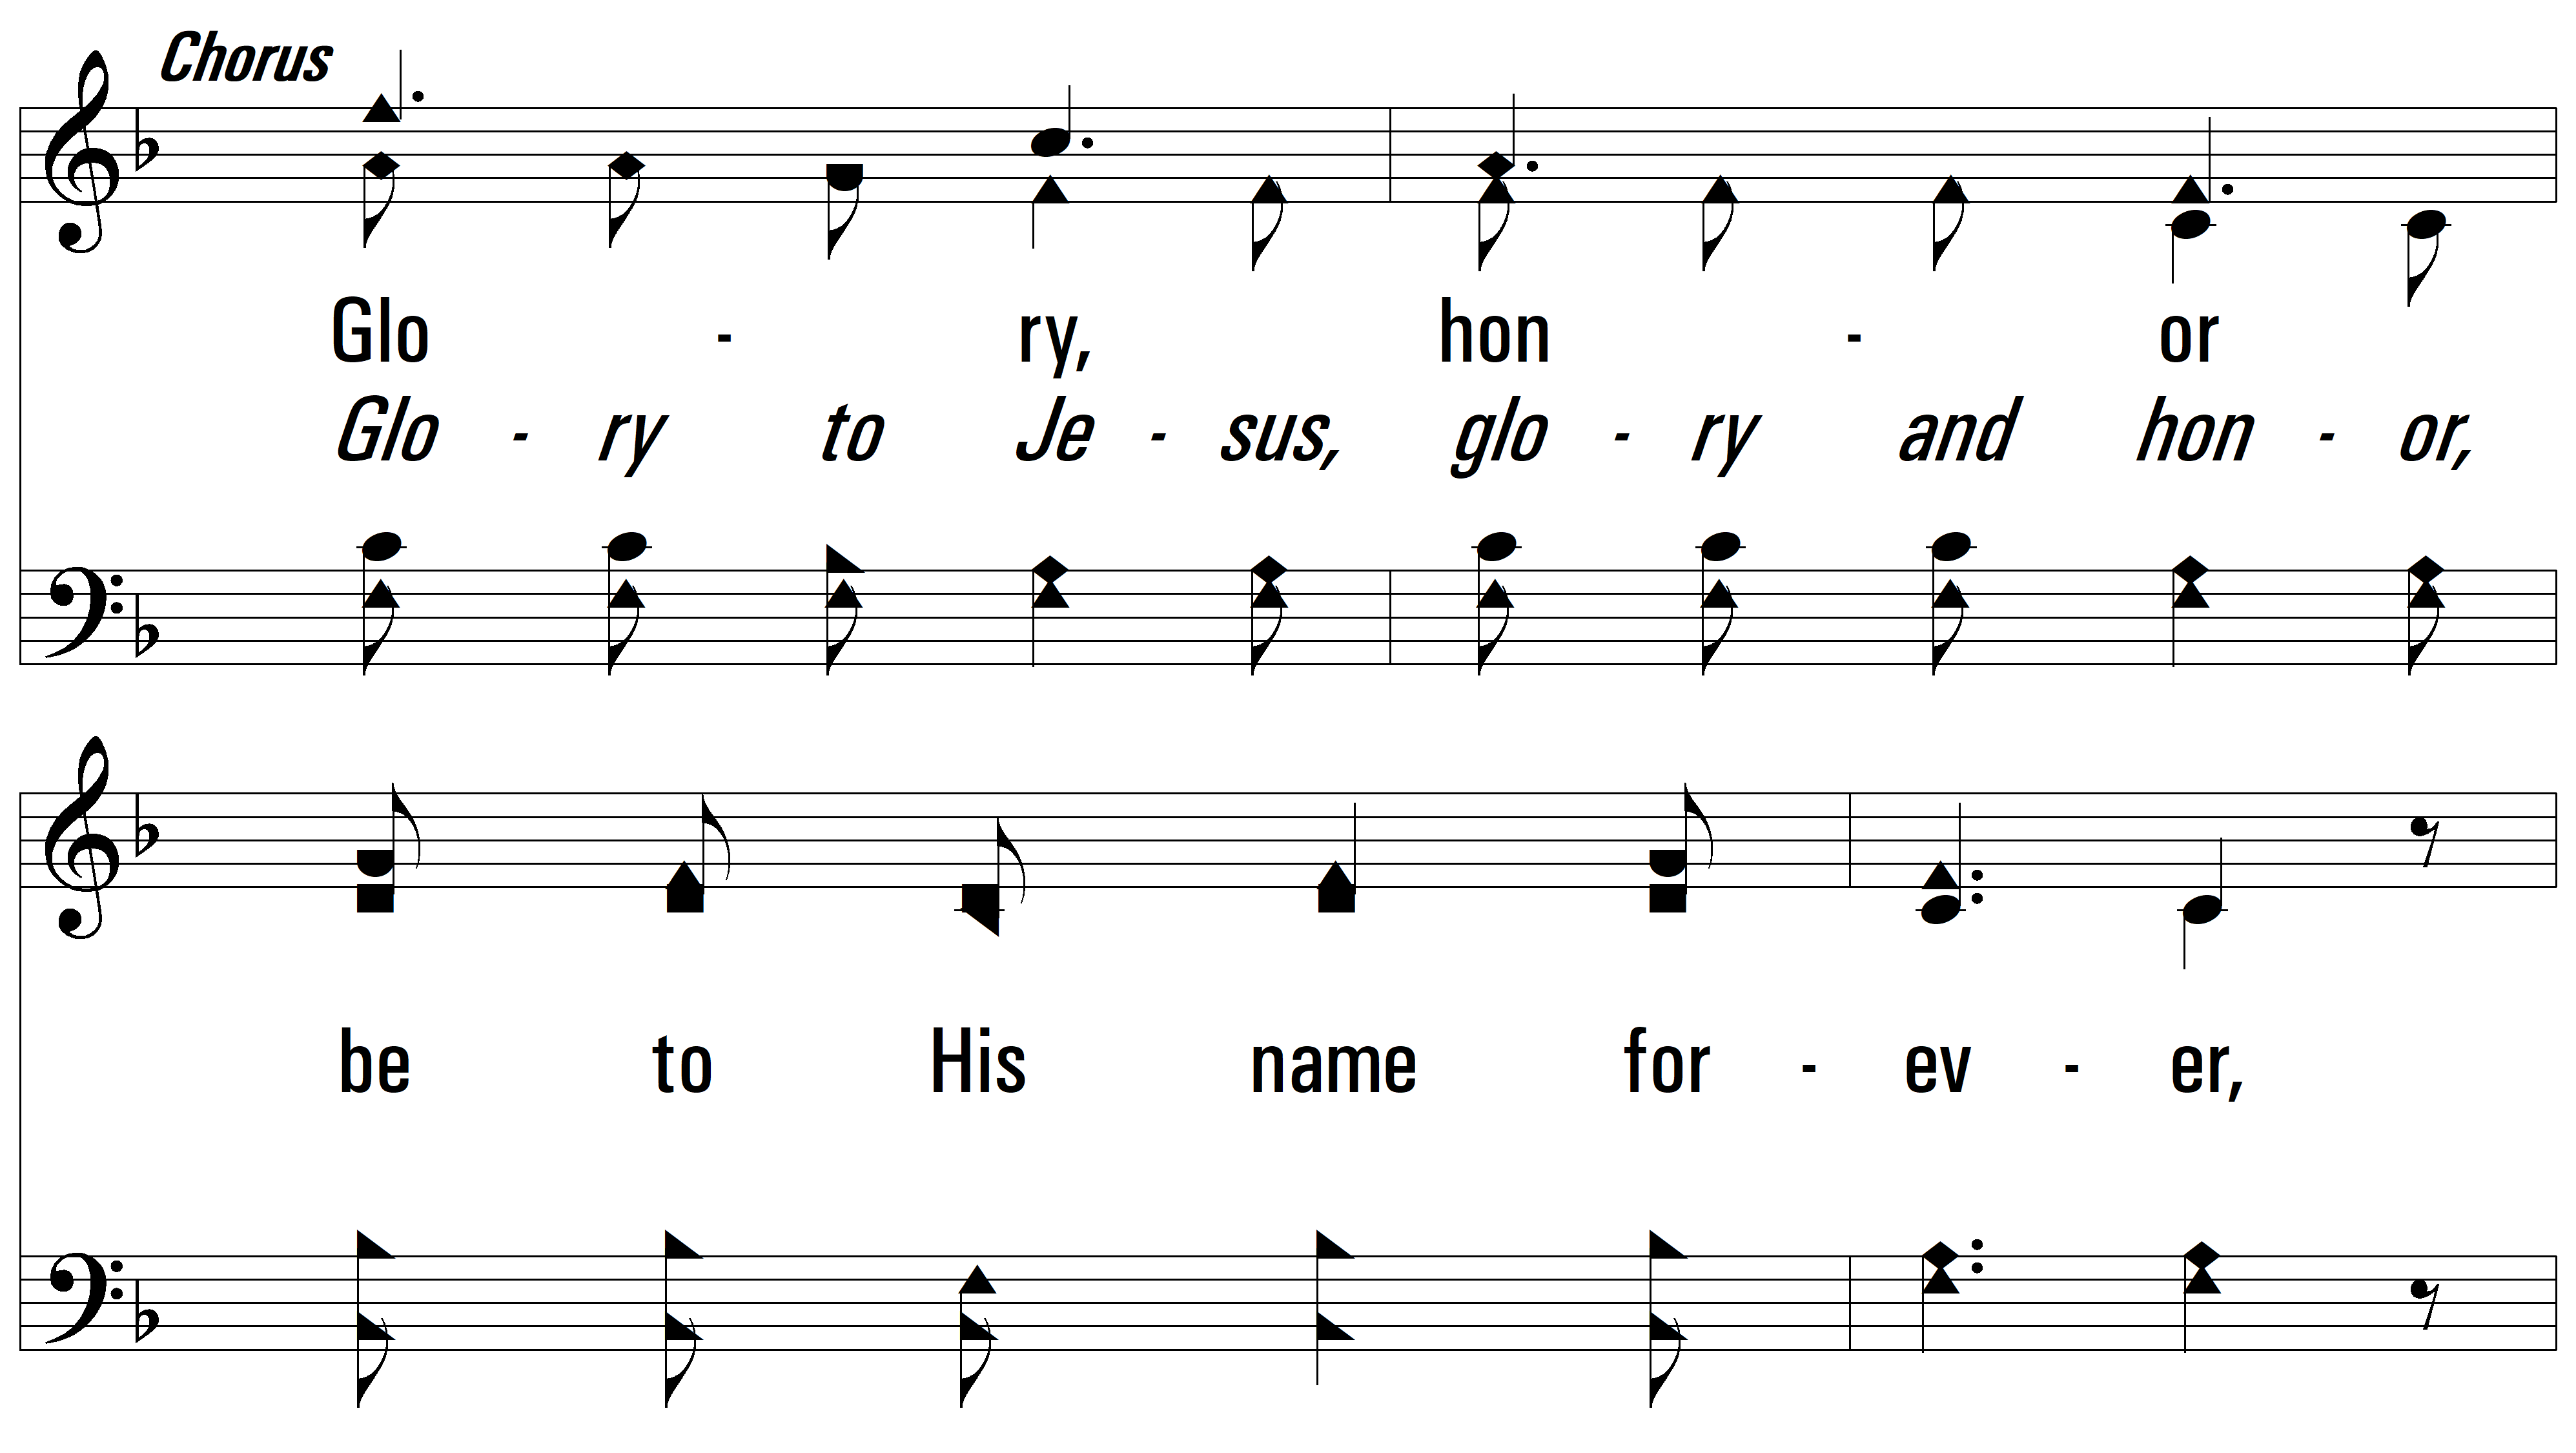 Chorus
Glo - ry, hon - or
Glo - ry to Je - sus, glo - ry and hon - or,
be to His name for - ev - er,